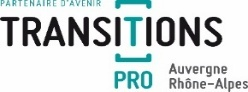 PARTENAIRE D'AVENIR
TRANSITIONS
PRO
Auvergne
Rhône-Alpes